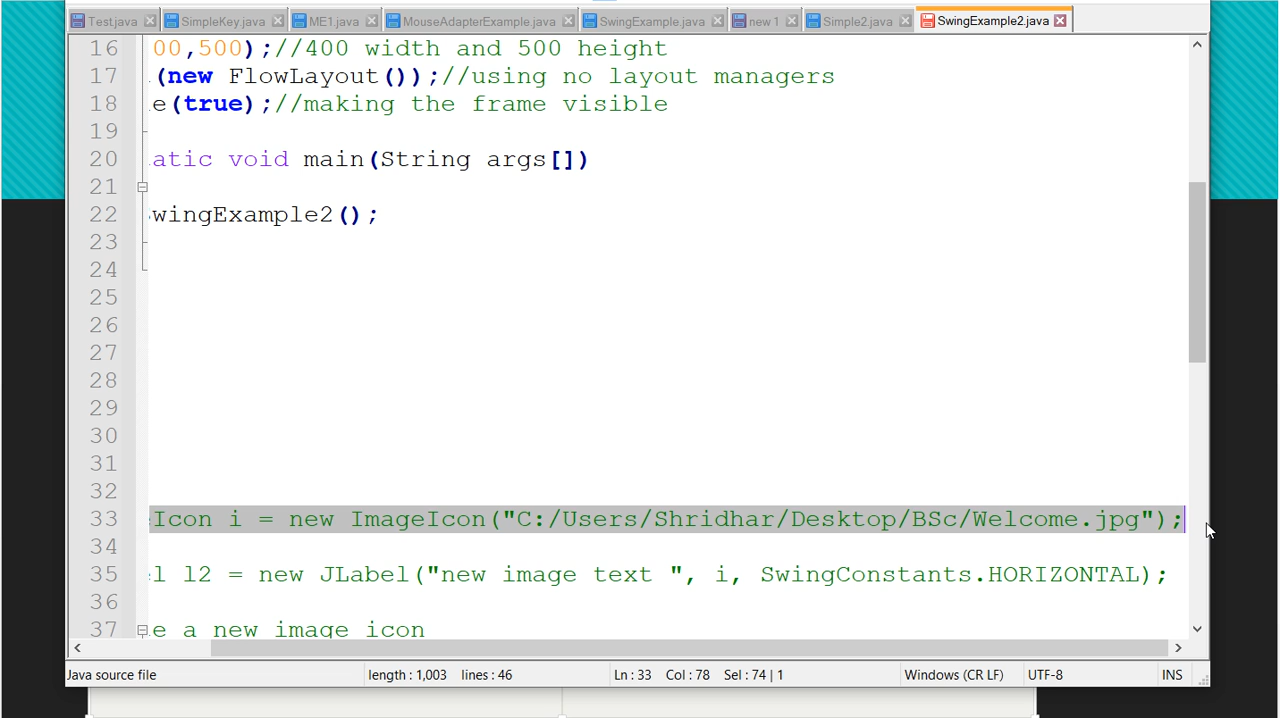 Test.java SimpleKey.java ME1.java MouseAdapterExample.java SwingExample.java new 1 Simple2.java SwingExample2.java
16 00,500);//400 width and 500 height
17 (new FlowLayout());//using no layout managers
18 e(true);//making the frame visible
19
20 atic void main(String args[])
21
22 SwingExample2();
23
24
25
26
27
28
29
30
31
32
33 eIcon i = new ImageIcon("C:/Users/Shridhar/Desktop/BSc/Welcome.jpg");
34
35 el l2 = new JLabel("new image text ", i, SwingConstants.HORIZONTAL);
36
37 e a new image icon
Java source file length : 1,003 lines : 46 Ln : 33 Col : 78 Sel : 74 | 1 Windows (CR LF) UTF-8 INS